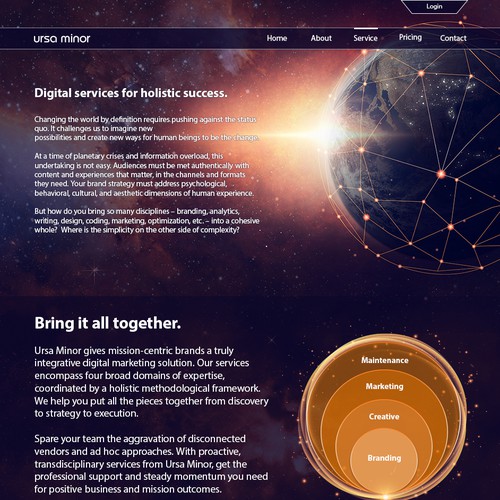 Login
ursa minor
Home About Service Pricing Contact
Digital services for holistic success.
Changing the world by definition requires pushing against the status
quo. It challenges us to imagine new
possibilities and create new ways for human beings to be the change.
At a time of planetary crises and information overload, this
undertaking is not easy. Audiences must be met authentically with
content and experiences that matter, in the channels and formats
they need. Your brand strategy must address psychological,
behavioral, cultural, and aesthetic dimensions of human experience.
But how do you bring so many disciplines – branding, analytics,
writing, design, coding, marketing, optimization, etc. – into a cohesive
whole? Where is the simplicity on the other side of complexity?
Bring it all together.
Ursa Minor gives mission-centric brands a truly
integrative digital marketing solution. Our services
encompass four broad domains of expertise,
coordinated by a holistic methodological framework.
We help you put all the pieces together from discovery
to strategy to execution.
Spare your team the aggravation of disconnected
vendors and ad hoc approaches. With proactive,
transdisciplinary services from Ursa Minor, get the
professional support and steady momentum you need
for positive business and mission outcomes.
Maintenance
Marketing
Creative
Branding